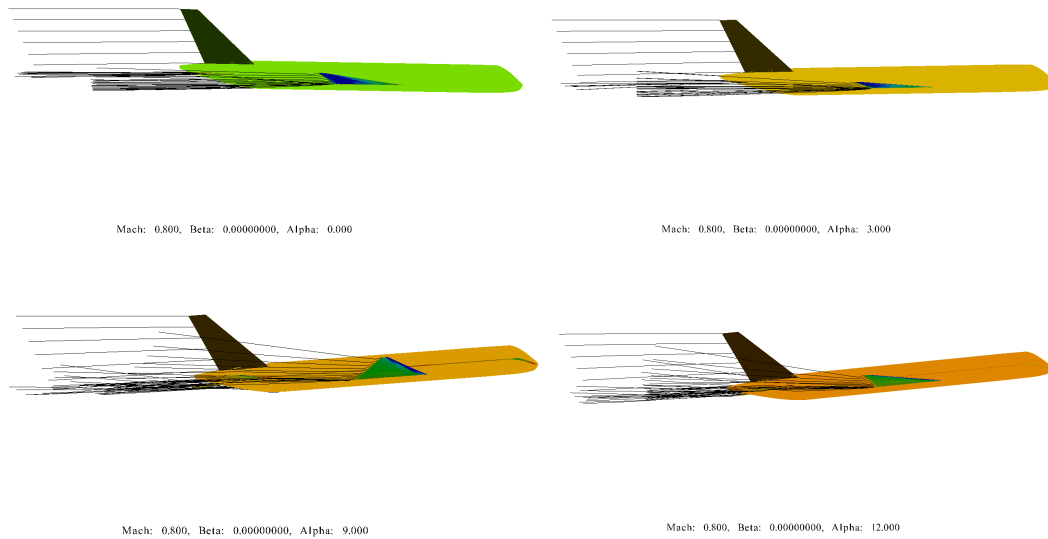 Mach: 0.800, Beta: 0.00000000, Alpha: 0.000
Mach: 0.800, Beta: 0.00000000, Alpha: 3.000
Mach: 0.800, Beta: 0.00000000, Alpha: 9.000
Mach: 0.800, Beta: 0.00000000, Alpha: 12.000